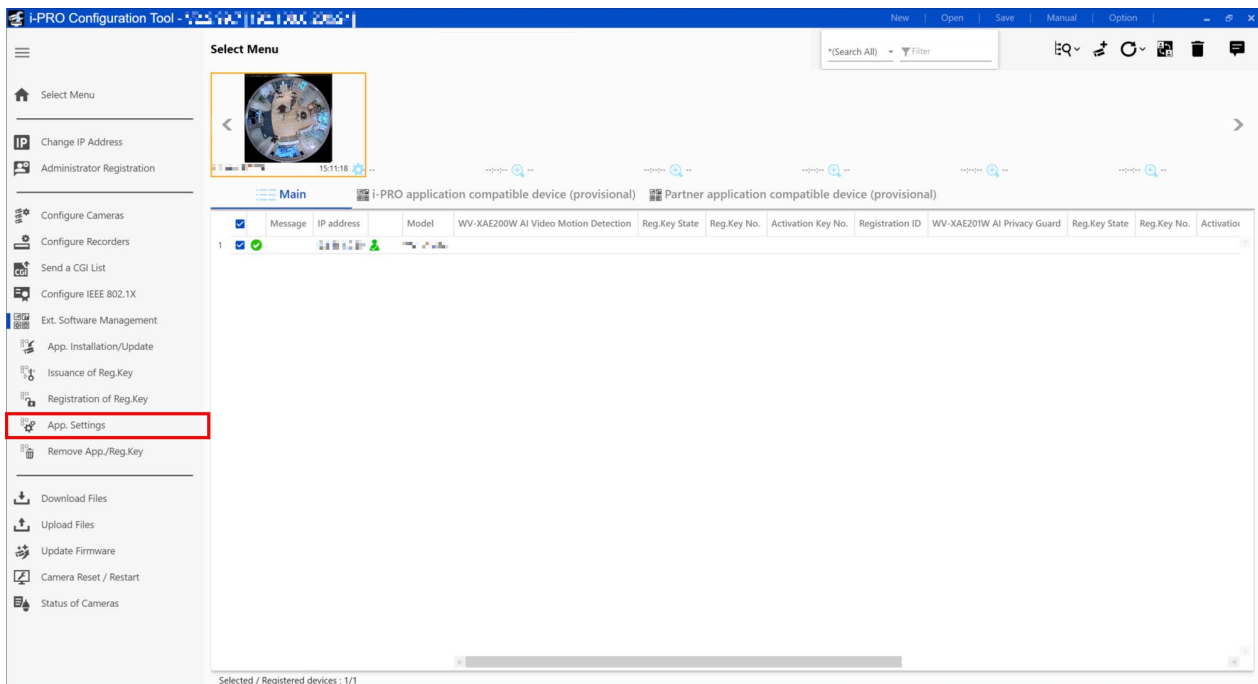 i-PRO Configuration Tool -
New | Open | Save | Manual | Option |
Select Menu
*(Search All)
Filter
Select Menu
IP Change IP Address
Administrator Registration
Configure Cameras
Configure Recorders
CGI Send a CGI List
Configure IEEE 802.1X
Ext. Software Management
App. Installation/Update
Issuance of Reg.Key
Registration of Reg.Key
App. Settings
Remove App./Reg.Key
Download Files
Upload Files
Update Firmware
Camera Reset / Restart
Status of Cameras
15:11:18 -- --:--:-- -- --:--:-- -- --:--:-- -- --:--:-- -- --:--:-- --
Main i-PRO application compatible device (provisional) Partner application compatible device (provisional)
Message IP address Model WV-XAE200W AI Video Motion Detection Reg.Key State Reg.Key No. Activation Key No. Registration ID WV-XAE201W AI Privacy Guard Reg.Key State Reg.Key No. Activation
1
Selected / Registered devices : 1/1